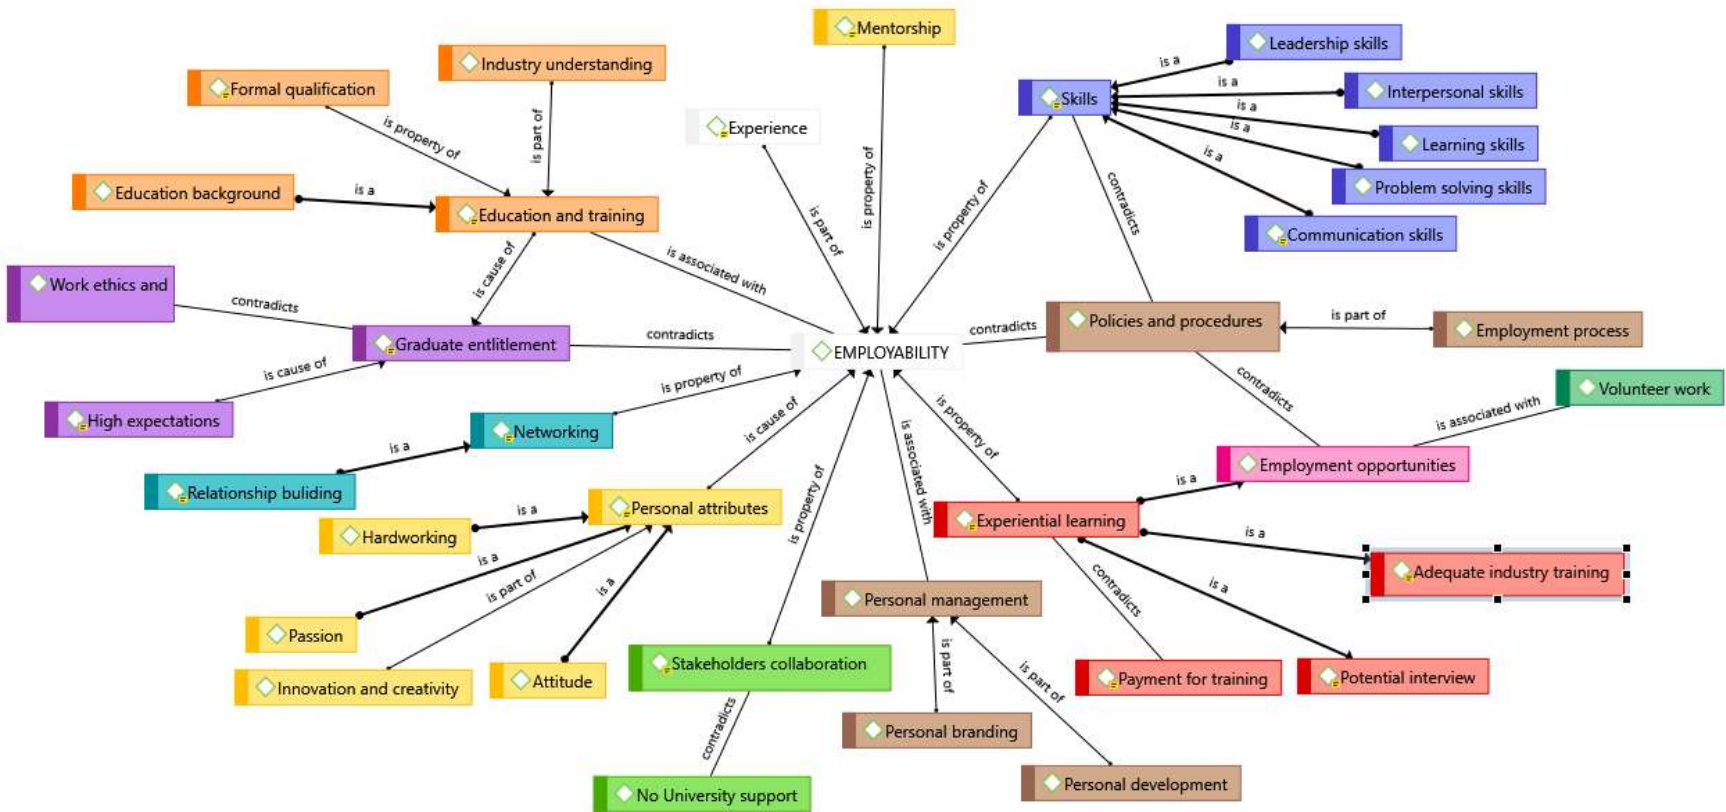 Mentorship
Leadership skills
Industry understanding
is a
Formal qualification
is a
Interpersonal skills
Skills
is a
Experience
is a
Learning skills
is property of
is part of
is a
Problem solving skills
Education background
is a
Education and training
contradicts
Communication skills
is part of
is property of
is property of
is cause of
is associated with
Work ethics and
contradicts
Graduate entlitlement
contradicts
EMPLOYABILITY
contradicts
Policies and procedures
is part of
Employment process
is cause of
is property of
contradicts
Volunteer work
is associated with
High expectations
Networking
is cause of
is associated with
is property of
is a
Relationship buliding
Employment opportunities
is a
Personal attributes
is property of
Experiential learning
is a
Hardworking
is a
is a
is part of
is a
contradicts
is a
Adequate industry training
Personal management
Passion
Innovation and creativity
Attitude
Stakeholders collaboration
is part of
is part of
Payment for training
Potential interview
contradicts
Personal branding
Personal development
No University support